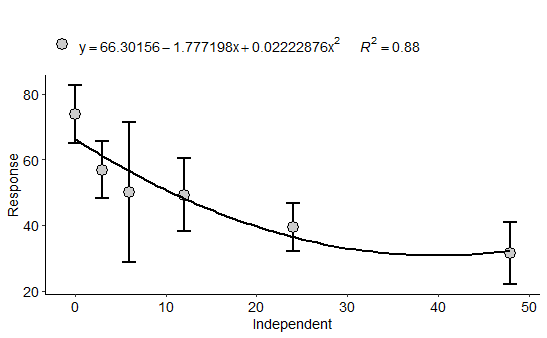 y = 66.30156 − 1.777198x + 0.02222876x² R² = 0.88
80
60
40
20
Response
0 10 20 30 40 50
Independent